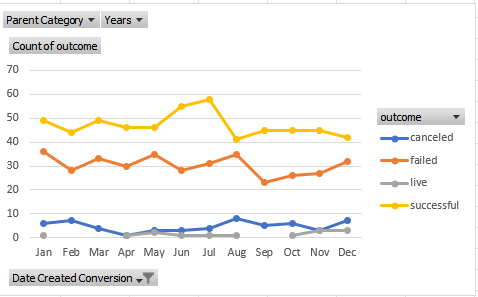 Parent Category Years
Count of outcome
70
60
50
40
30
20
10
0
Jan Feb Mar Apr May Jun Jul Aug Sep Oct Nov Dec
outcome
canceled
failed
live
successful
Date Created Conversion